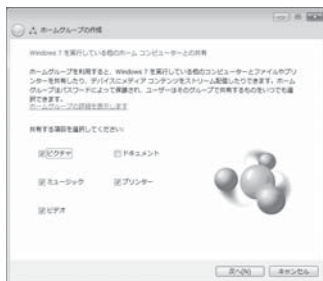 ホームグループの作成
Windows 7 を実行している他のホーム コンピューターとの共有
ホームグループを利用すると、Windows 7 を実行している他のコンピューターとファイルやプリ
ンターを共有したり、デバイスにメディア コンテンツをストリーム配信したりできます。ホーム
グループはパスワードによって保護され、ユーザーはそのグループで共有するものをいつでも選
択できます。
ホームグループの詳細を表示します
共有する項目を選択してください:
ピクチャ ドキュメント
ミュージック プリンター
ビデオ
次へ(N) キャンセル